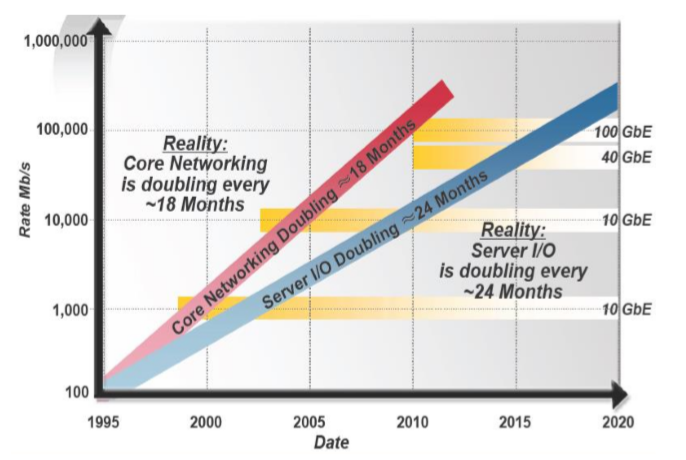 1,000,000
100,000
10,000
1,000
100
Rate Mb/s
Reality:
Core Networking
is doubling every
~18 Months
Core Networking Doubling ≈18 Months
Server I/O Doubling ≈24 Months
Reality:
Server I/O
is doubling every
~24 Months
100 GbE
40 GbE
10 GbE
10 GbE
1995 2000 2005 2010 2015 2020
Date